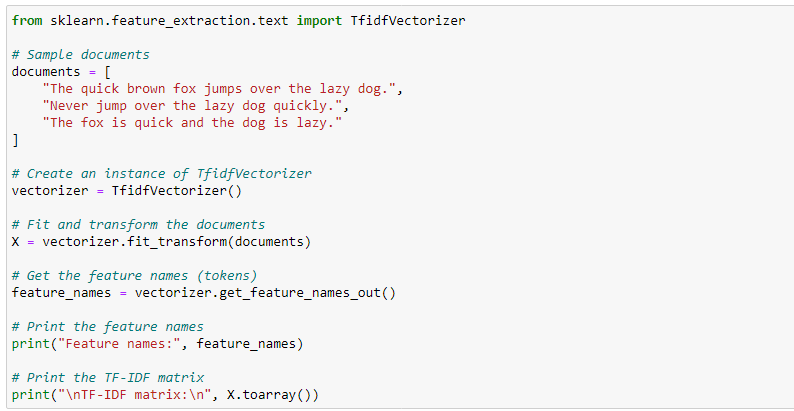 from sklearn.feature_extraction.text import TfidfVectorizer
# Sample documents
documents = [
    "The quick brown fox jumps over the lazy dog.",
    "Never jump over the lazy dog quickly.",
    "The fox is quick and the dog is lazy."
]
# Create an instance of TfidfVectorizer
vectorizer = TfidfVectorizer()
# Fit and transform the documents
X = vectorizer.fit_transform(documents)
# Get the feature names (tokens)
feature_names = vectorizer.get_feature_names_out()
# Print the feature names
print("Feature names:", feature_names)
# Print the TF-IDF matrix
print("\nTF-IDF matrix:\n", X.toarray())